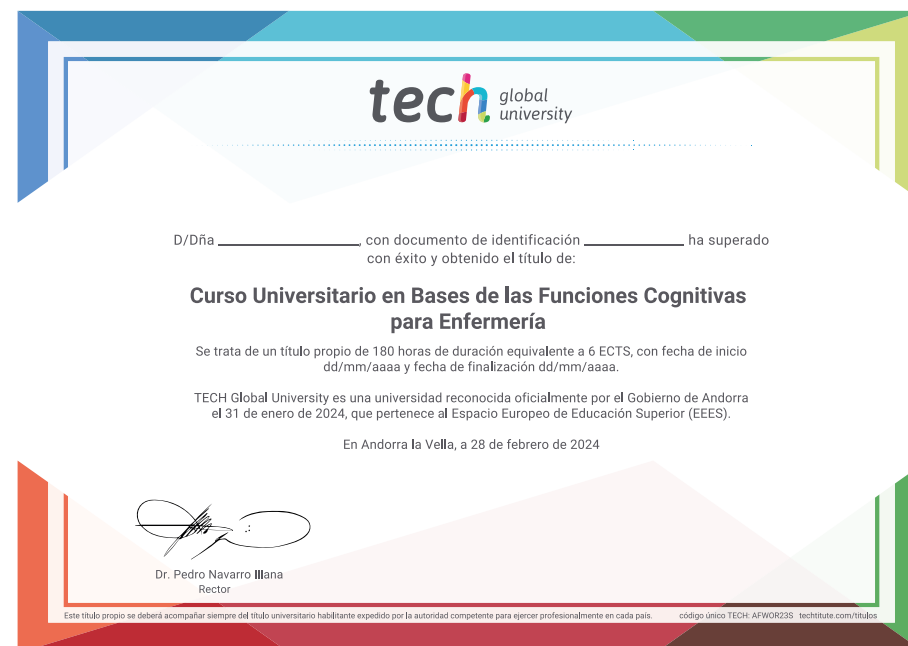 tech global university
D/Dña ____________________, con documento de identificación ______________ ha superado
con éxito y obtenido el título de:
Curso Universitario en Bases de las Funciones Cognitivas
para Enfermería
Se trata de un título propio de 180 horas de duración equivalente a 6 ECTS, con fecha de inicio
dd/mm/aaaa y fecha de finalización dd/mm/aaaa.
TECH Global University es una universidad reconocida oficialmente por el Gobierno de Andorra
el 31 de enero de 2024, que pertenece al Espacio Europeo de Educación Superior (EEES).
En Andorra la Vella, a 28 de febrero de 2024
Dr. Pedro Navarro Illana
Rector
Este título propio se deberá acompañar siempre del título universitario habilitante expedido por la autoridad competente para ejercer profesionalmente en cada país. código único TECH: AFWOR23S techtitute.com/titulos